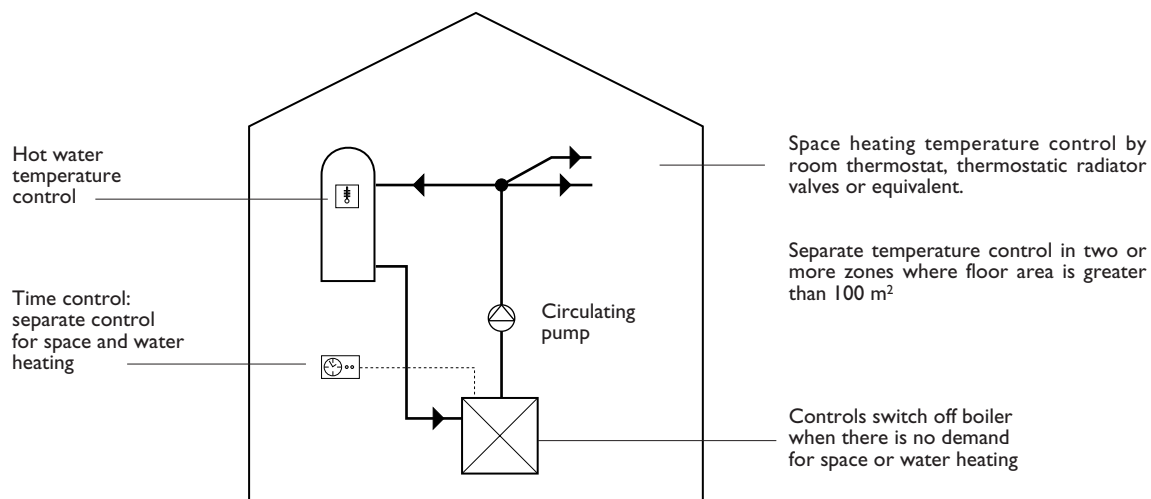 Hot water
temperature
control
Time control:
separate control
for space and water
heating
Circulating
pump
Space heating temperature control by
room thermostat, thermostatic radiator
valves or equivalent.
Separate temperature control in two or
more zones where floor area is greater
than 100 m²
Controls switch off boiler
when there is no demand
for space or water heating